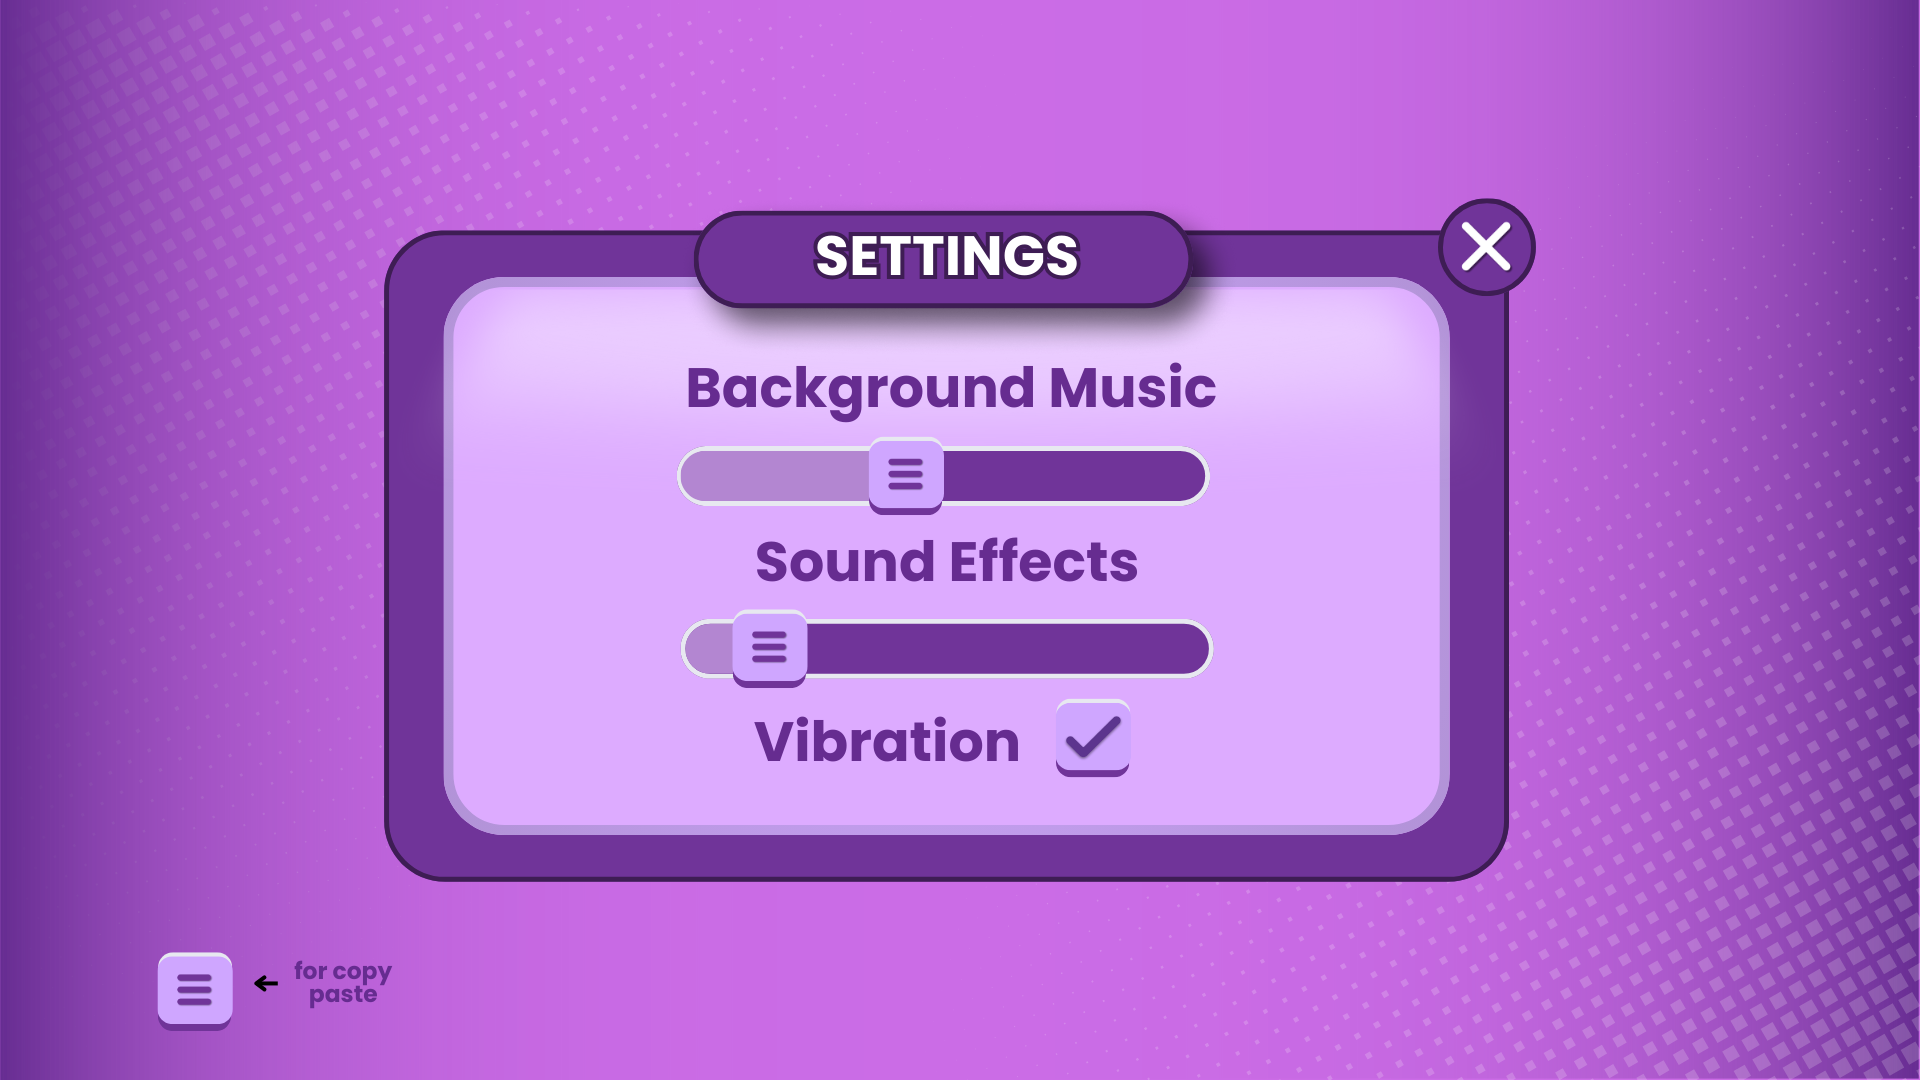 SETTINGS
Background Music
Sound Effects
Vibration
for copy
paste